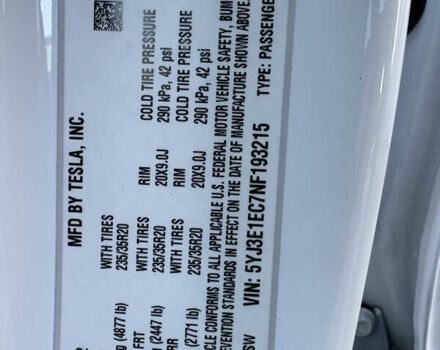 MFD BY TESLA, INC.
g (4877 lb) WITH TIRES RIM COLD TIRE PRESSURE
FRT 235/35R20 20X9.0J 290 kPa, 42 psi
(2447 lb) WITH TIRES RIM COLD TIRE PRESSURE
RR 235/35R20 20X9.0J 290 kPa, 42 psi
(2771 lb) WITH TIRES RIM COLD TIRE PRESSURE
235/35R20 20X9.0J 290 kPa, 42 psi
CLE CONFORMS TO ALL APPLICABLE U.S. FEDERAL MOTOR VEHICLE SAFETY, BUM
EVENTION STANDARDS IN EFFECT ON THE DATE OF MANUFACTURE SHOWN ABOVE.
VIN: 5YJ3E1EC7NF193215 TYPE: PASSENGE
SW